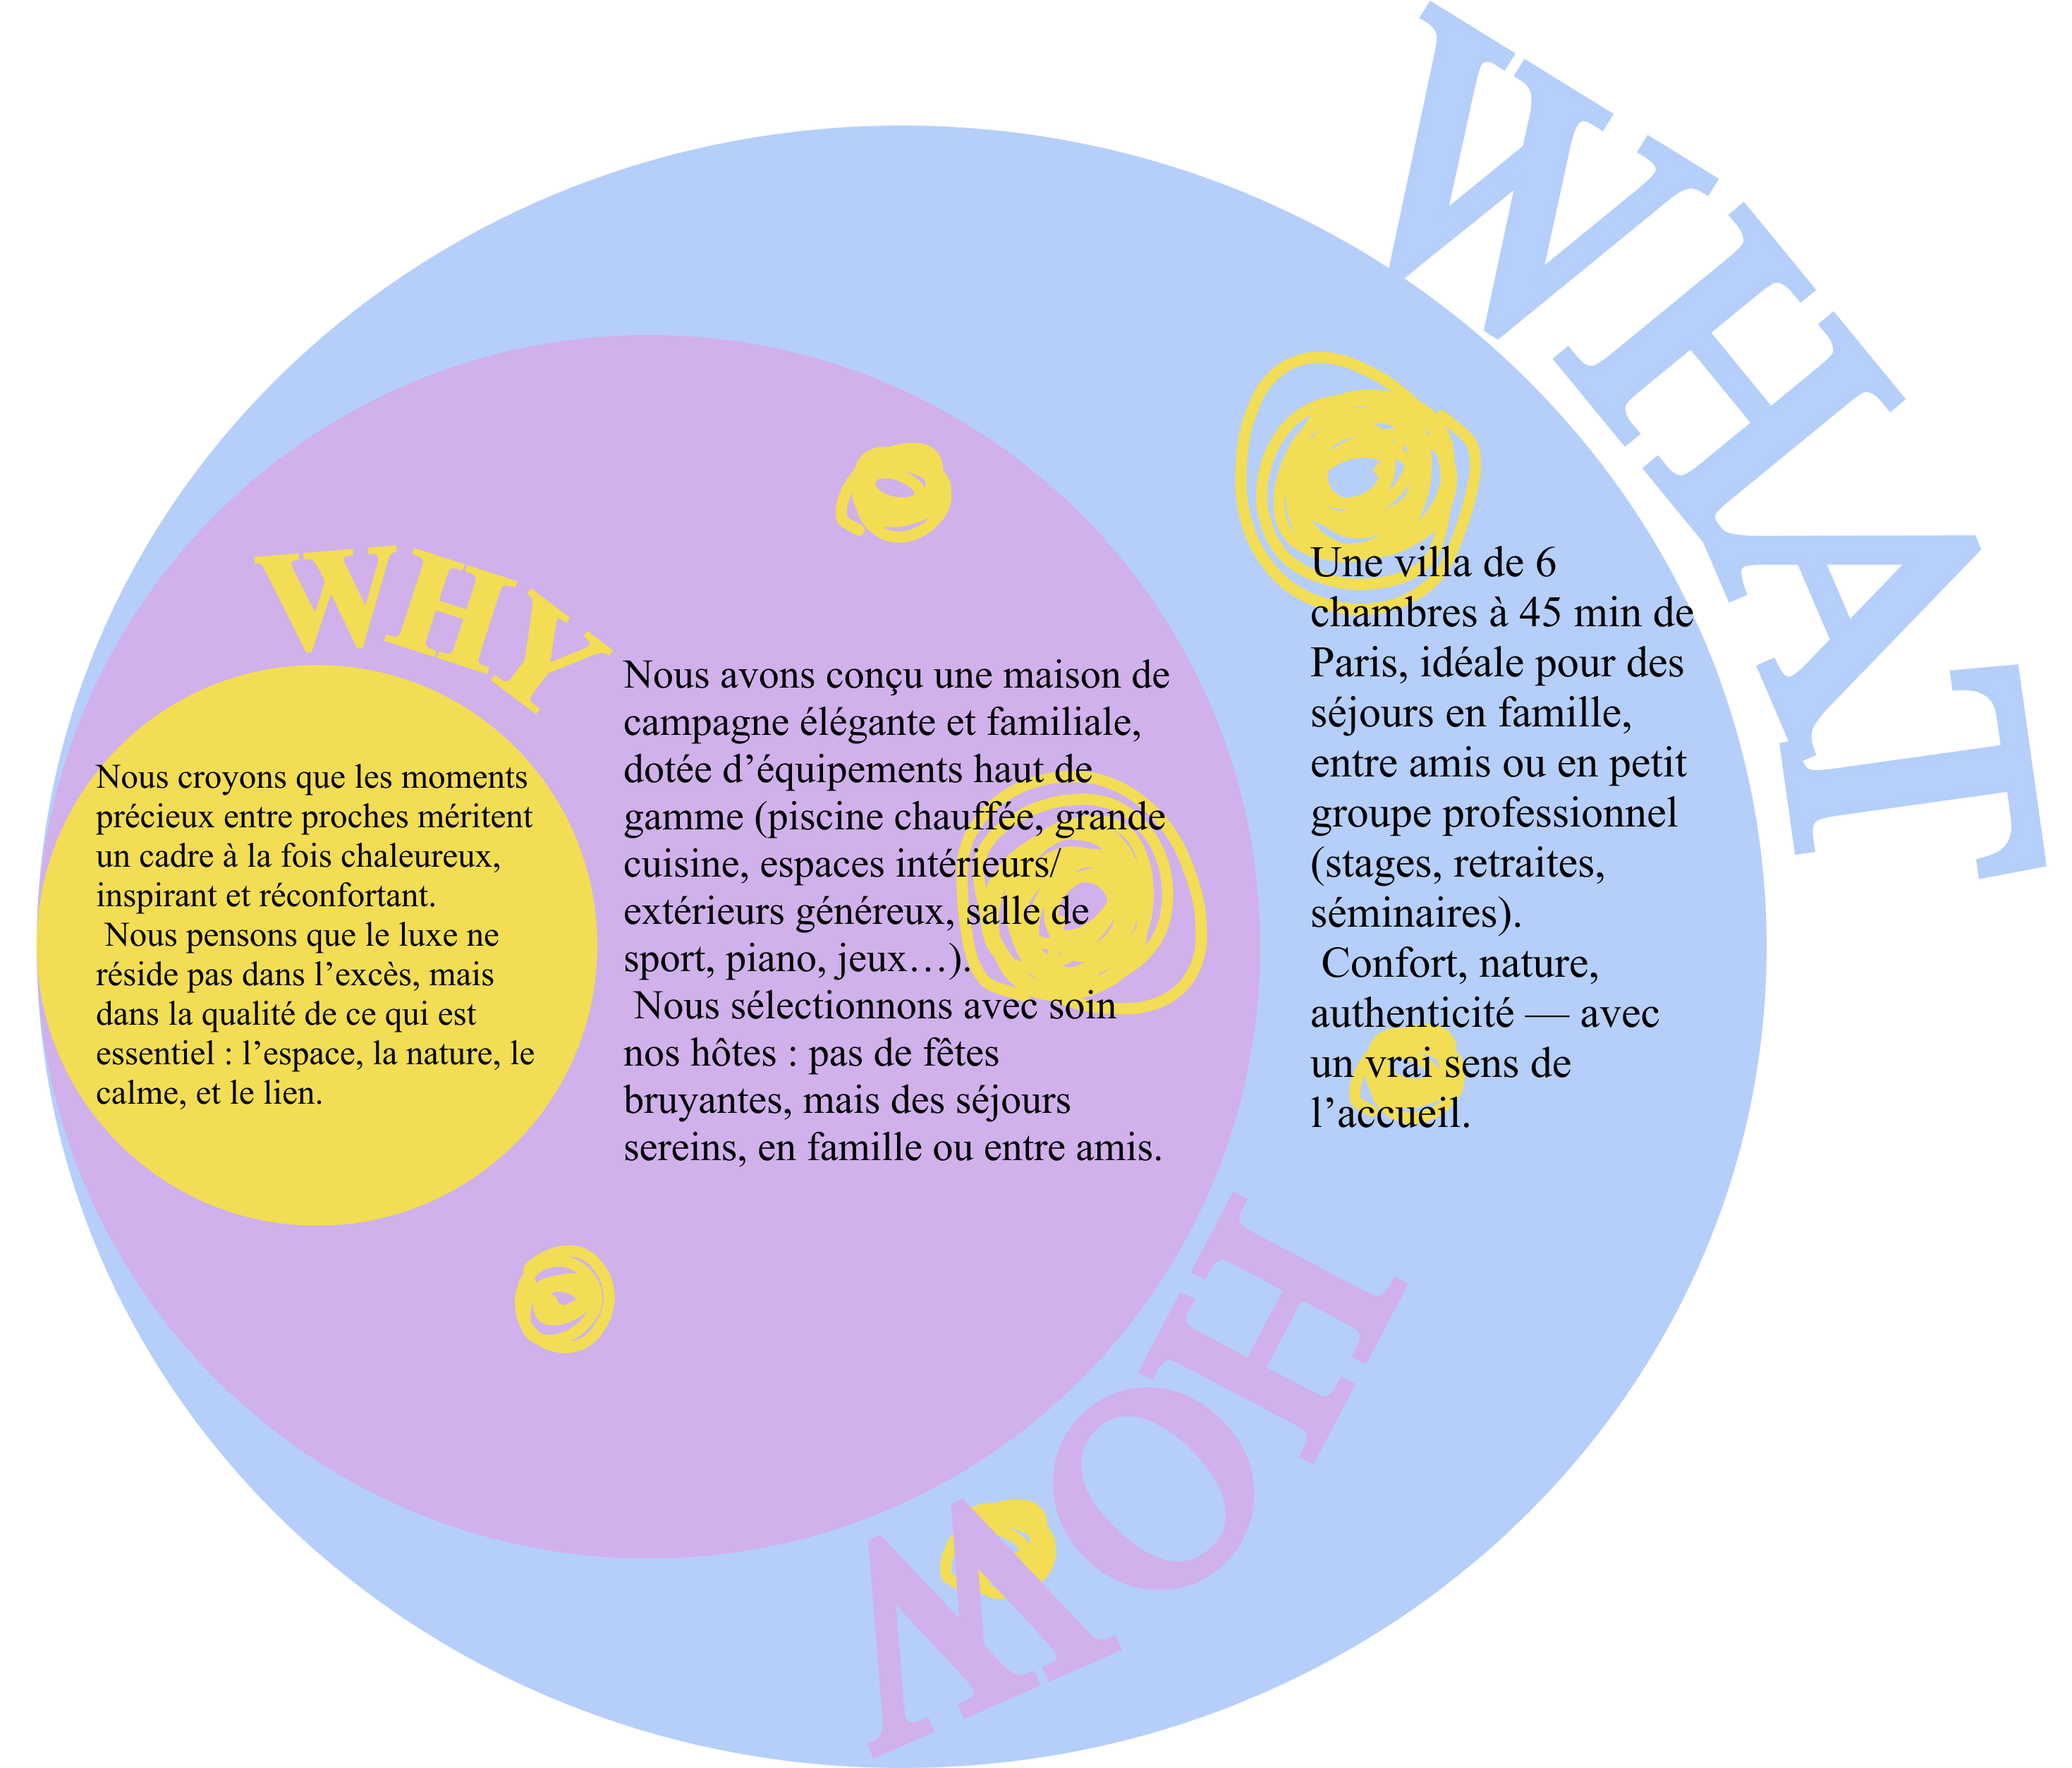 WHAT
WHY
Nous croyons que les moments
précieux entre proches méritent
un cadre à la fois chaleureux,
inspirant et réconfortant.
Nous pensons que le luxe ne
réside pas dans l’excès, mais
dans la qualité de ce qui est
essentiel : l’espace, la nature, le
calme, et le lien.
Nous avons conçu une maison de
campagne élégante et familiale,
dotée d’équipements haut de
gamme (piscine chauffée, grande
cuisine, espaces intérieurs/
extérieurs généreux, salle de
sport, piano, jeux…).
Nous sélectionnons avec soin
nos hôtes : pas de fêtes
bruyantes, mais des séjours
sereins, en famille ou entre amis.
Une villa de 6
chambres à 45 min de
Paris, idéale pour des
séjours en famille,
entre amis ou en petit
groupe professionnel
(stages, retraites,
séminaires).
Confort, nature,
authenticité — avec
un vrai sens de
l’accueil.
HOW